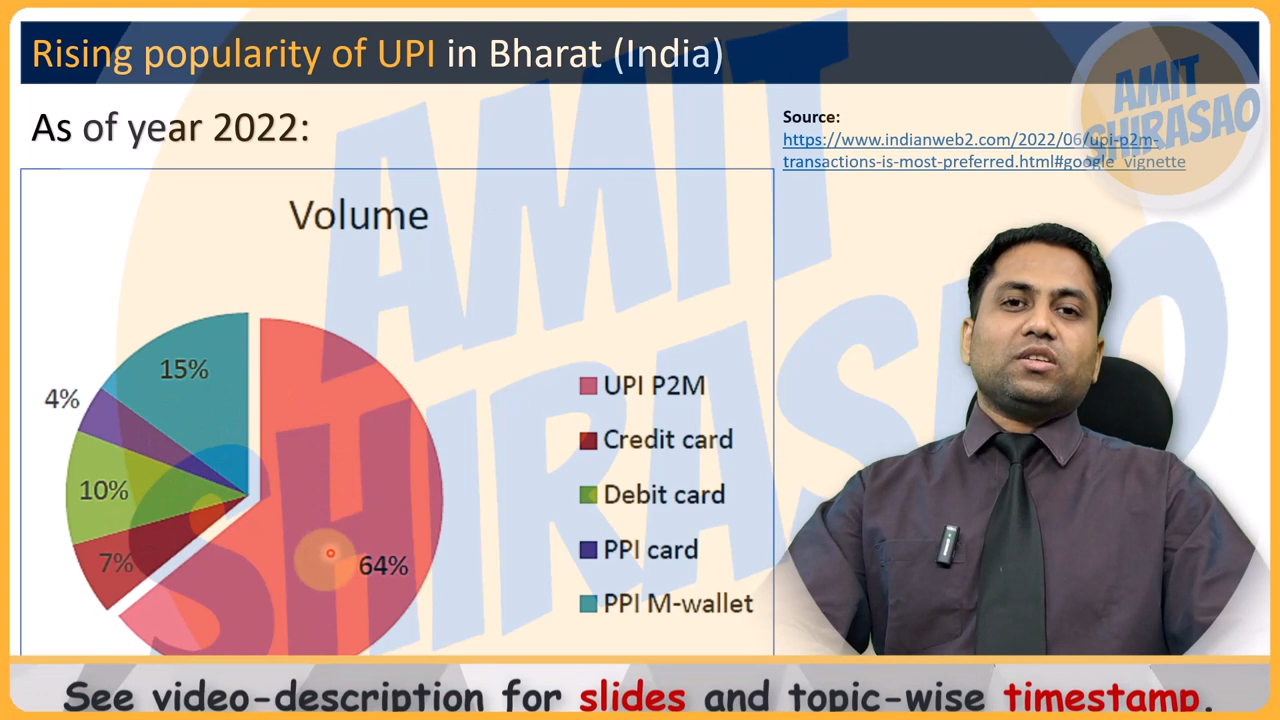 Rising popularity of UPI in Bharat (India)
AMIT
SHIRASAO
As of year 2022:
Source:
https://www.indianweb2.com/2022/06/upi-p2m-
transactions-is-most-preferred.html#google_vignette
Volume
15%
4%
10%
7%
64%
UPI P2M
Credit card
Debit card
PPI card
PPI M-wallet
AMIT
SHIRASAO
See video-description for slides and topic-wise timestamp.